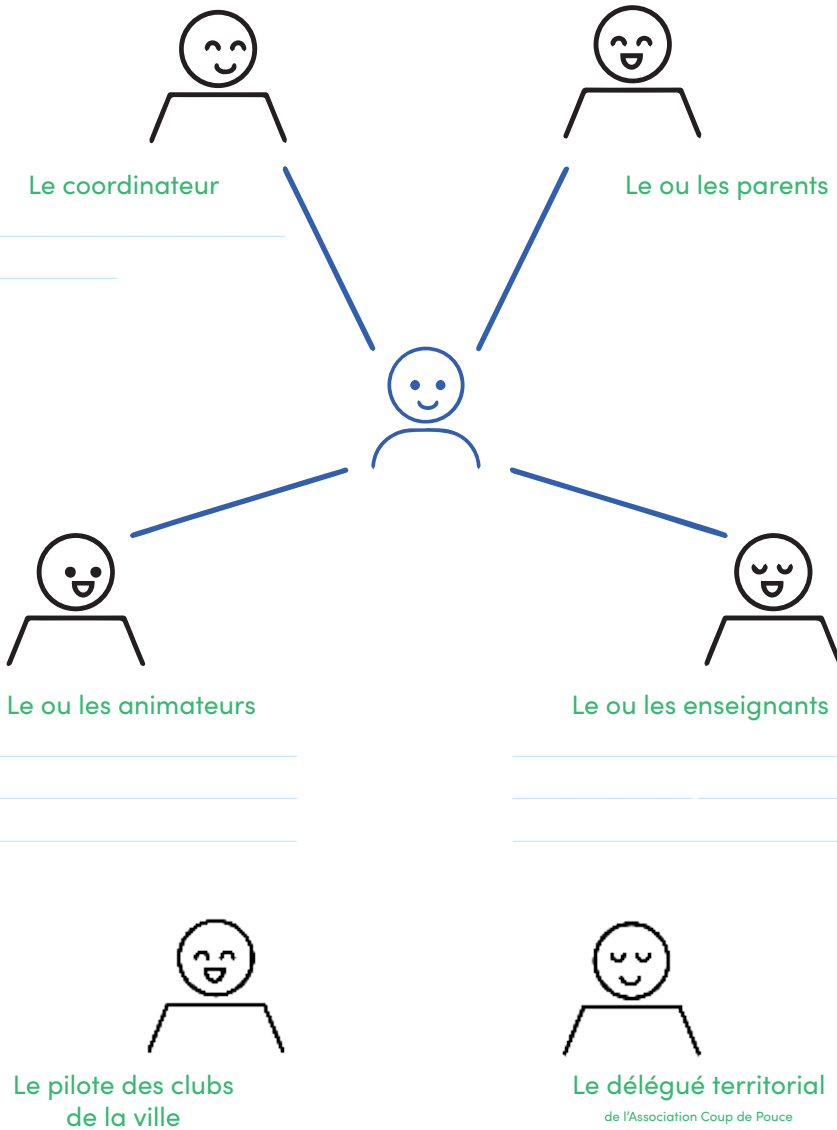 Le coordinateur
Le ou les parents
Le ou les animateurs
Le ou les enseignants
Le pilote des clubs
de la ville
Le délégué territorial
de l'Association Coup de Pouce